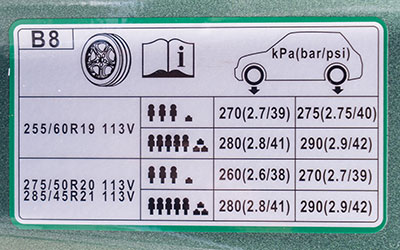 B8
i
kPa(bar/psi)
255/60R19 113V
270(2.7/39) 275(2.75/40)
280(2.8/41) 290(2.9/42)
275/50R20 113V
285/45R21 113V
260(2.6/38) 270(2.7/39)
280(2.8/41) 290(2.9/42)